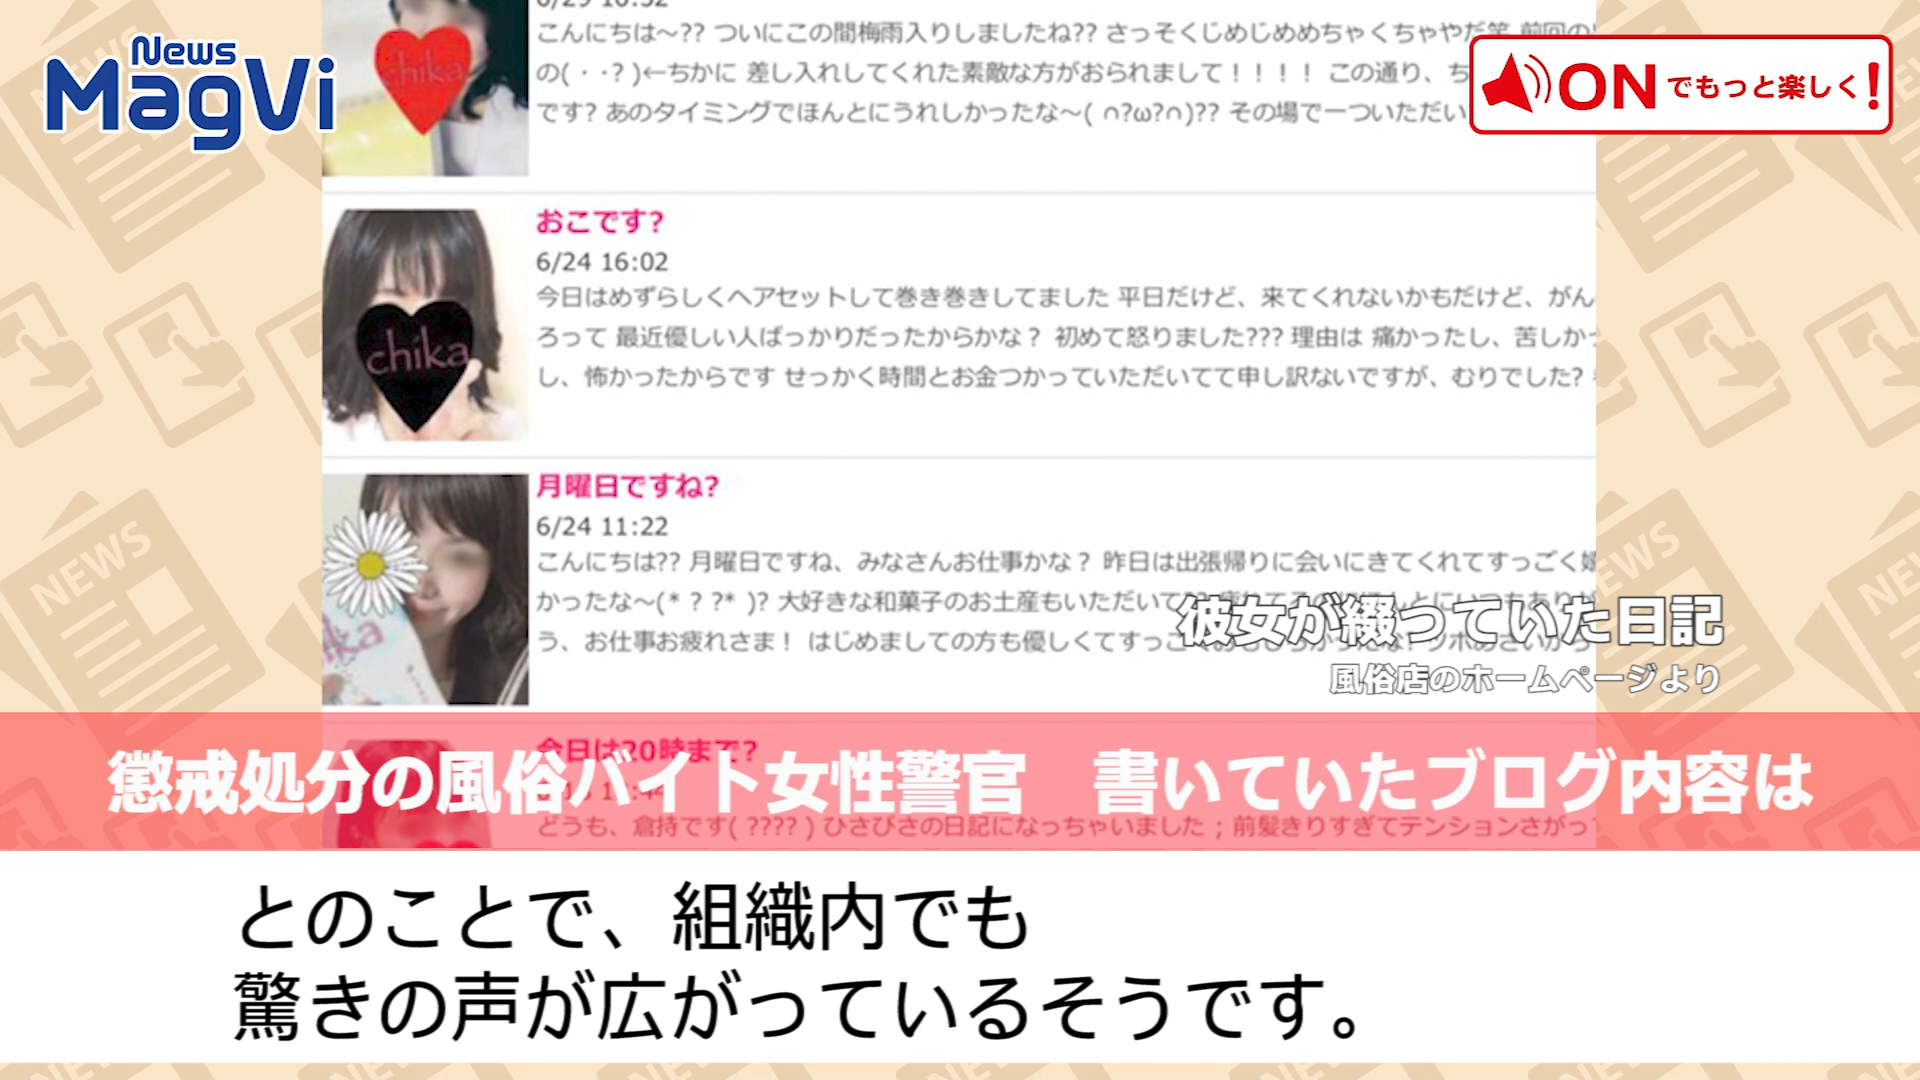 News
MagVi
ONでもっと楽しく!
こんにちは〜?? ついにこの間梅雨入りしましたね?? さっそくじめじめめちゃくちゃやだ笑 前回の
の(・・? )←ちかに 差し入れしてくれた素敵な方がおられまして！！！！ この通り、ち
です? あのタイミングでほんとにうれしかったな〜( ∩?ω?∩)?? その場で一ついただい
chika
おこです?
6/24 16:02
今日はめずらしくヘアセットして巻き巻きしてました 平日だけど、来てくれないかもだけど、がん
ろって 最近優しい人ばっかりだったからかな？ 初めて怒りました??? 理由は 痛かったし、苦しかっ
し、怖かったからです せっかく時間とお金つかっていただいてて申し訳ないですが、むりでした?
chika
月曜日ですね?
6/24 11:22
こんにちは?? 月曜日ですね、みなさんお仕事かな？ 昨日は出張帰りに会いにきてくれてすっごく嬉
かったな〜(* ? ?* )? 大好きな和菓子のお土産もいただいて
う、お仕事お疲れさま！ はじめましての方も優しくてすっご
彼女が綴っていた日記
風俗店のホームページより
今日は20時まで?
懲戒処分の風俗バイト女性警官　書いていたブログ内容は
どうも、倉持です( ???? ) ひさびさの日記になっちゃいました ; 前髪きりすぎてテンションさがっ
NEWS
とのことで、組織内でも
驚きの声が広がっているそうです。